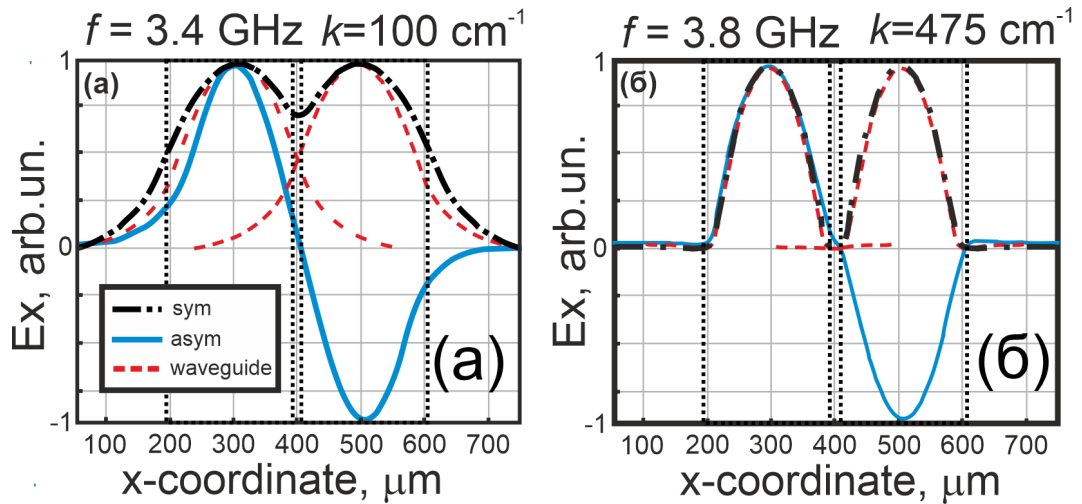 f = 3.4 GHz k=100 cm⁻¹
(а)
Ex, arb.un.
1
0
-1
sym
asym
waveguide
(а)
100 200 300 400 500 600 700
x-coordinate, μm
f = 3.8 GHz k=475 cm⁻¹
(б)
Ex, arb.un.
1
0
-1
(б)
100 200 300 400 500 600 700
x-coordinate, μm